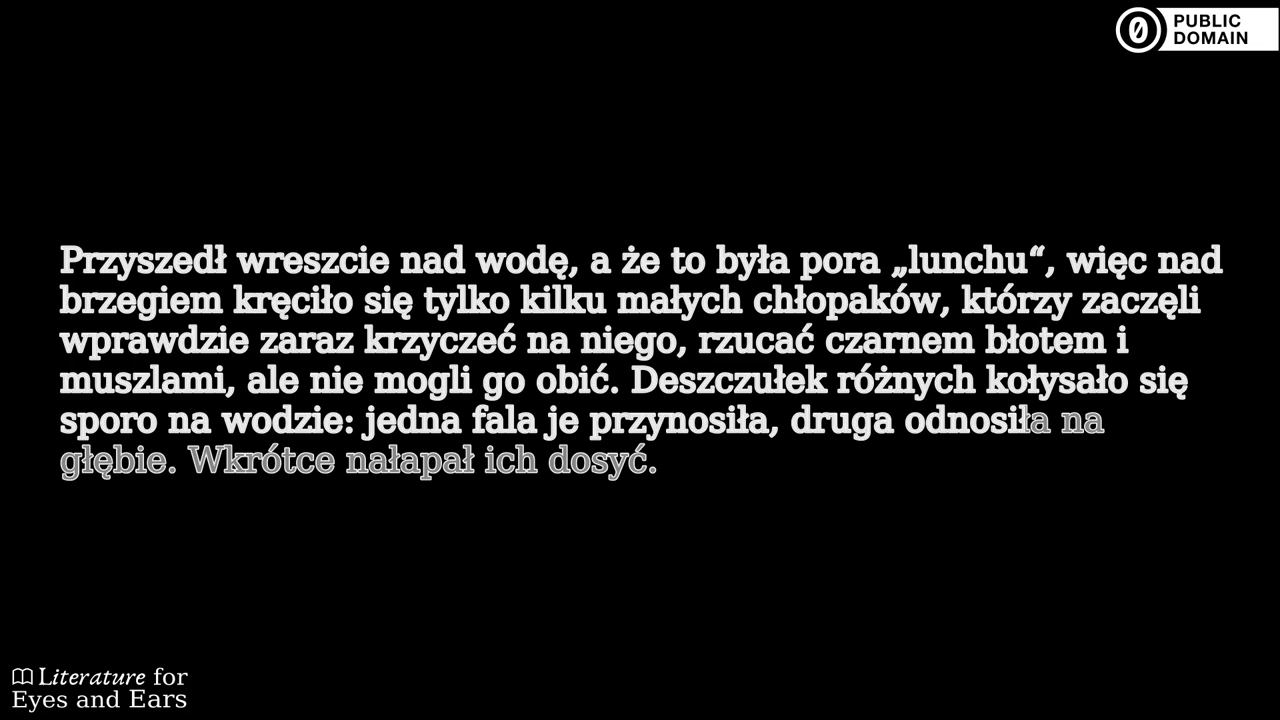 PUBLIC
DOMAIN
Przyszedł wreszcie nad wodę, a że to była pora „lunchu“, więc nad
brzegiem kręciło się tylko kilku małych chłopaków, którzy zaczęli
wprawdzie zaraz krzyczeć na niego, rzucać czarnem błotem i
muszlami, ale nie mogli go obić. Deszczułek różnych kołysało się
sporo na wodzie: jedna fala je przynosiła, druga odnosiła na
głębie. Wkrótce nałapał ich dosyć.
Literature for
Eyes and Ears